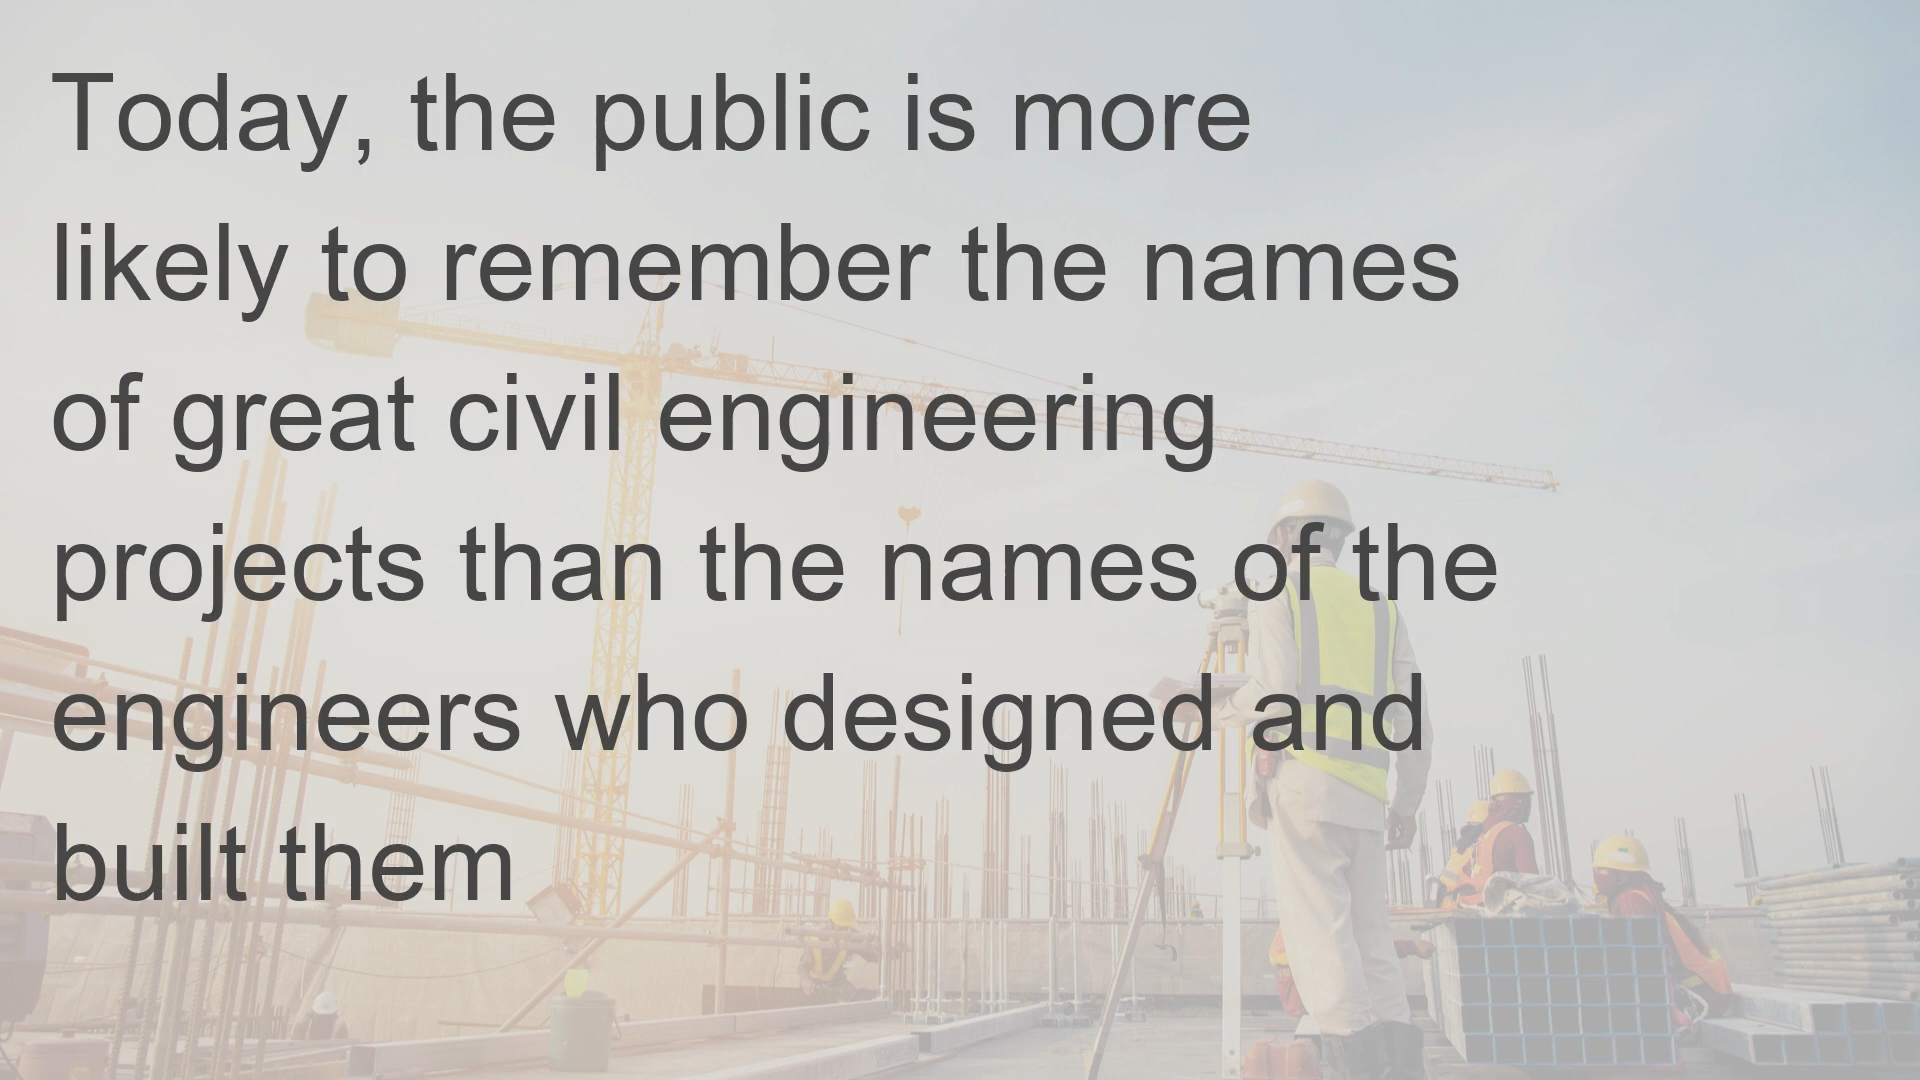 Today, the public is more
likely to remember the names
of great civil engineering
projects than the names of the
engineers who designed and
built them